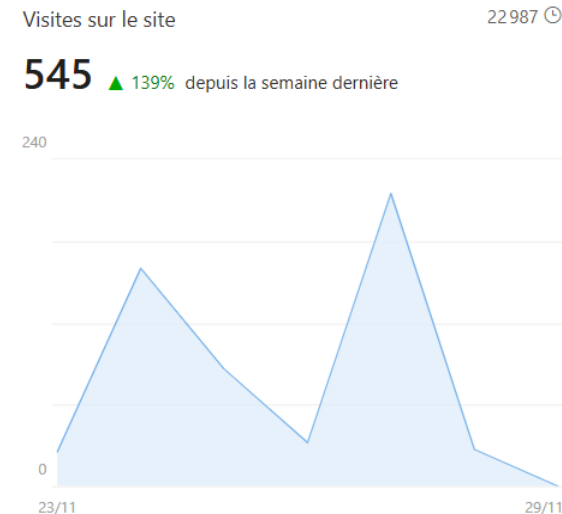 Visites sur le site 22 987
545 ▲ 139% depuis la semaine dernière
240
0
23/11 29/11